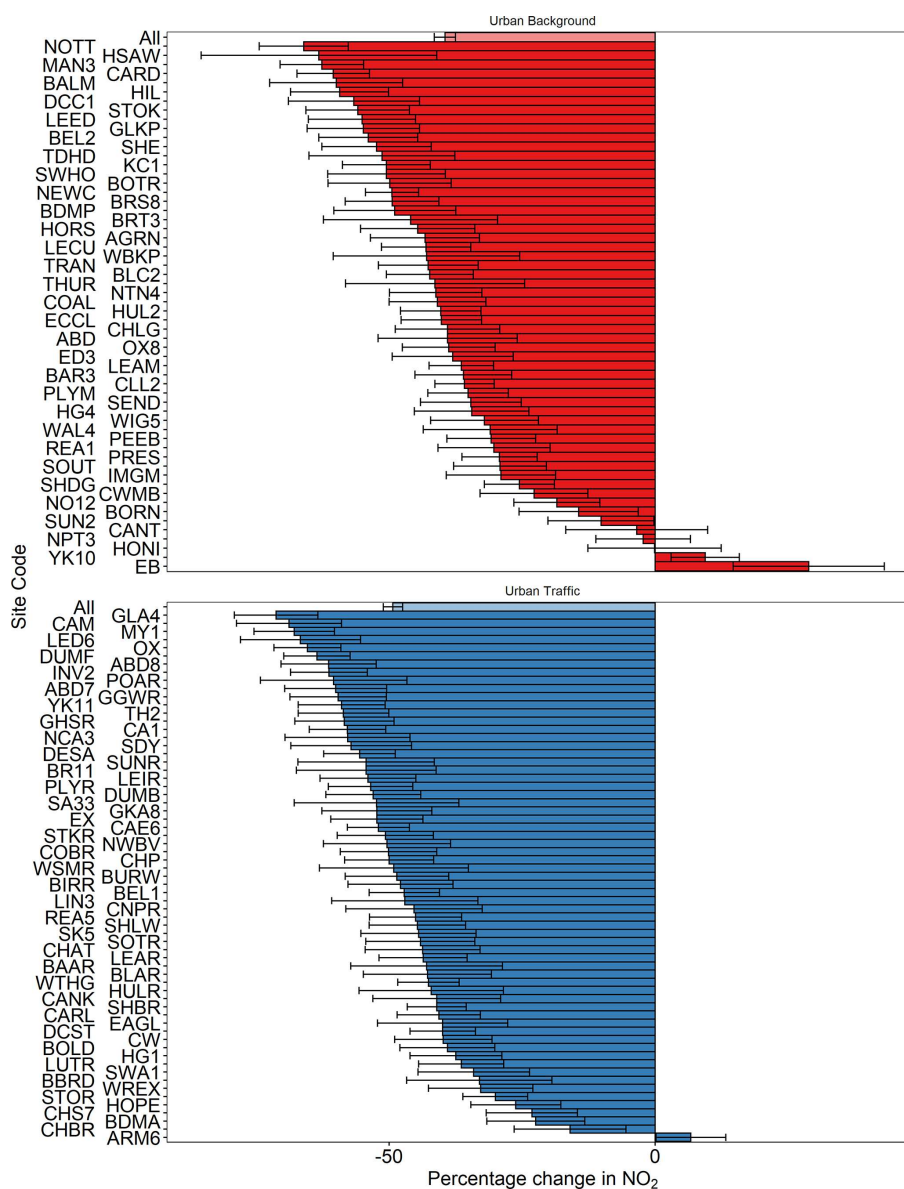 Urban Background
All
NOTT
HSAW
MAN3
CARD
BALM
HIL
DCC1
STOK
LEED
GLKP
BEL2
SHE
TDHD
KC1
SWHO
BOTR
NEWC
BRS8
BDMP
BRT3
HORS
AGRN
LECU
WBKP
TRAN
BLC2
THUR
NTN4
COAL
HUL2
ECCL
CHLG
ABD
OX8
ED3
LEAM
BAR3
CLL2
PLYM
SEND
HG4
WIG5
WAL4
PEEB
REA1
PRES
SOUT
IMGM
SHDG
CWMB
NO12
BORN
SUN2
CANT
NPT3
HONI
YK10
EB
Site Code
Urban Traffic
All
GLA4
CAM
MY1
LED6
OX
DUMF
ABD8
INV2
POAR
ABD7
GGWR
YK11
TH2
GHSR
CA1
NCA3
SDY
DESA
SUNR
BR11
LEIR
PLYR
DUMB
SA33
GKA8
EX
CAE6
STKR
NWBV
COBR
CHP
WSMR
BURW
BIRR
BEL1
LIN3
CNPR
REA5
SHLW
SK5
SOTR
CHAT
LEAR
BAAR
BLAR
WTHG
HULR
CANK
SHBR
CARL
EAGL
DCST
CW
BOLD
HG1
LUTR
SWA1
BBRD
WREX
STOR
HOPE
CHS7
BDMA
CHBR
ARM6
-50 0
Percentage change in NO₂